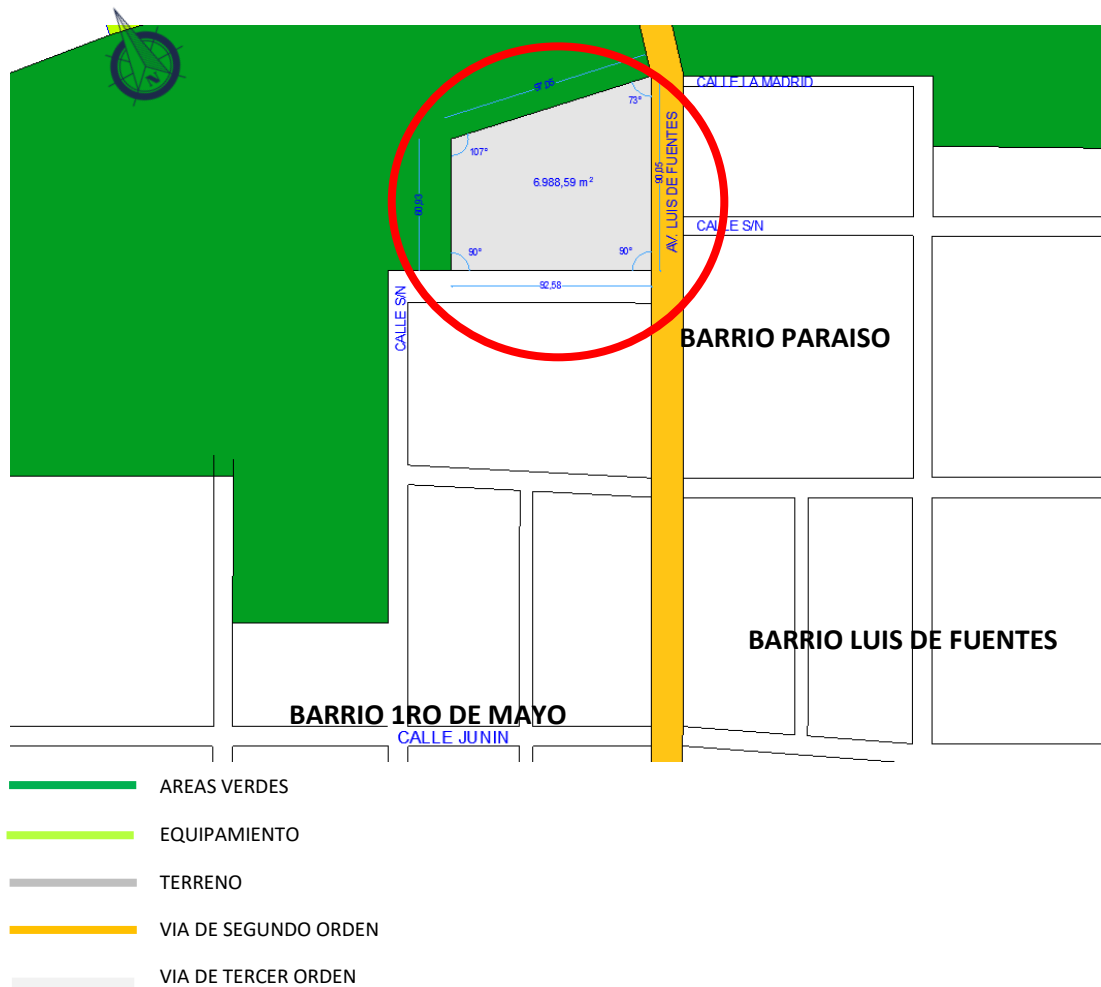 N
97,05
73°
CALLE LA MADRID
107°
6.988,59 m²
60,93
90,05
AV. LUIS DE FUENTES
CALLE S/N
90°
90°
92,58
CALLE S/N
BARRIO PARAISO
BARRIO LUIS DE FUENTES
BARRIO 1RO DE MAYO
CALLE JUNIN
AREAS VERDES
EQUIPAMIENTO
TERRENO
VIA DE SEGUNDO ORDEN
VIA DE TERCER ORDEN